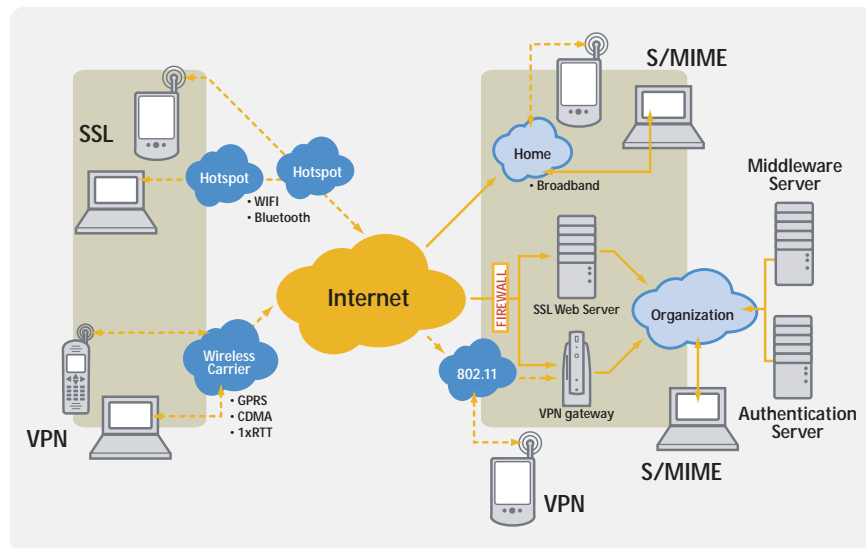 S/MIME
SSL
Hotspot
Hotspot
• WIFI
• Bluetooth
Home
• Broadband
Middleware
Server
Internet
FIREWALL
SSL Web Server
Organization
Wireless
Carrier
• GPRS
• CDMA
• 1xRTT
802.11
VPN gateway
VPN
Authentication
Server
S/MIME
VPN